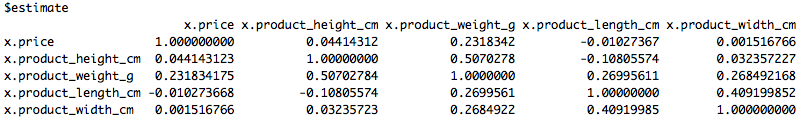 $estimate
x.price x.product_height_cm x.product_weight_g x.product_length_cm x.product_width_cm
x.price 1.000000000 0.04414312 0.2318342 -0.01027367 0.001516766
x.product_height_cm 0.044143123 1.00000000 0.5070278 -0.10805574 0.032357227
x.product_weight_g 0.231834175 0.50702784 1.0000000 0.26995611 0.268492168
x.product_length_cm -0.010273668 -0.10805574 0.2699561 1.00000000 0.409199852
x.product_width_cm 0.001516766 0.03235723 0.2684922 0.40919985 1.000000000